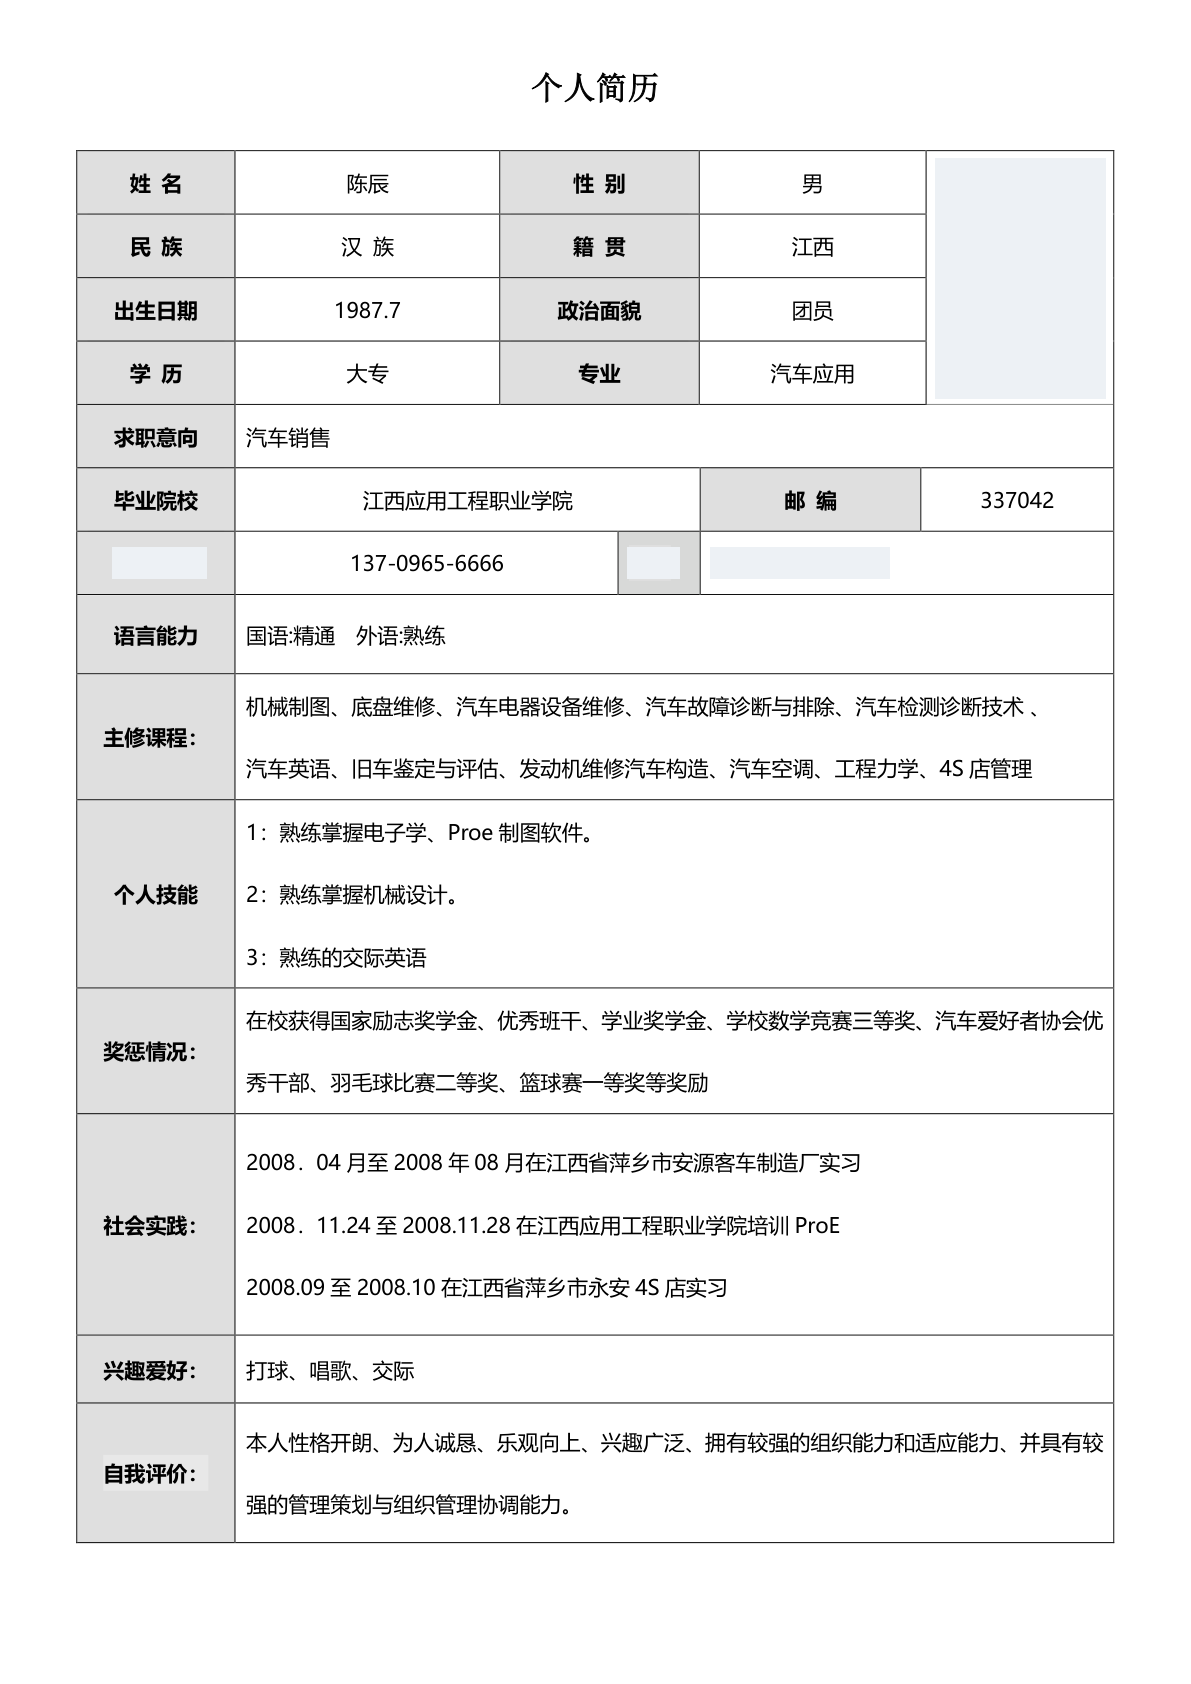 个人简历
姓 名 陈辰 性 别 男
民 族 汉 族 籍 贯 江西
出生日期 1987.7 政治面貌 团员
学 历 大专 专业 汽车应用
求职意向 汽车销售
毕业院校 江西应用工程职业学院 邮 编 337042
137-0965-6666
语言能力 国语:精通 外语:熟练
主修课程：
机械制图、底盘维修、汽车电器设备维修、汽车故障诊断与排除、汽车检测诊断技术 、
汽车英语、旧车鉴定与评估、发动机维修汽车构造、汽车空调、工程力学、4S 店管理
个人技能
1：熟练掌握电子学、Proe 制图软件。
2：熟练掌握机械设计。
3：熟练的交际英语
奖惩情况：
在校获得国家励志奖学金、优秀班干、学业奖学金、学校数学竞赛三等奖、汽车爱好者协会优
秀干部、羽毛球比赛二等奖、篮球赛一等奖等奖励
社会实践：
2008．04 月至 2008 年 08 月在江西省萍乡市安源客车制造厂实习
2008．11.24 至 2008.11.28 在江西应用工程职业学院培训 ProE
2008.09 至 2008.10 在江西省萍乡市永安 4S 店实习
兴趣爱好： 打球、唱歌、交际
自我评价：
本人性格开朗、为人诚恳、乐观向上、兴趣广泛、拥有较强的组织能力和适应能力、并具有较
强的管理策划与组织管理协调能力。